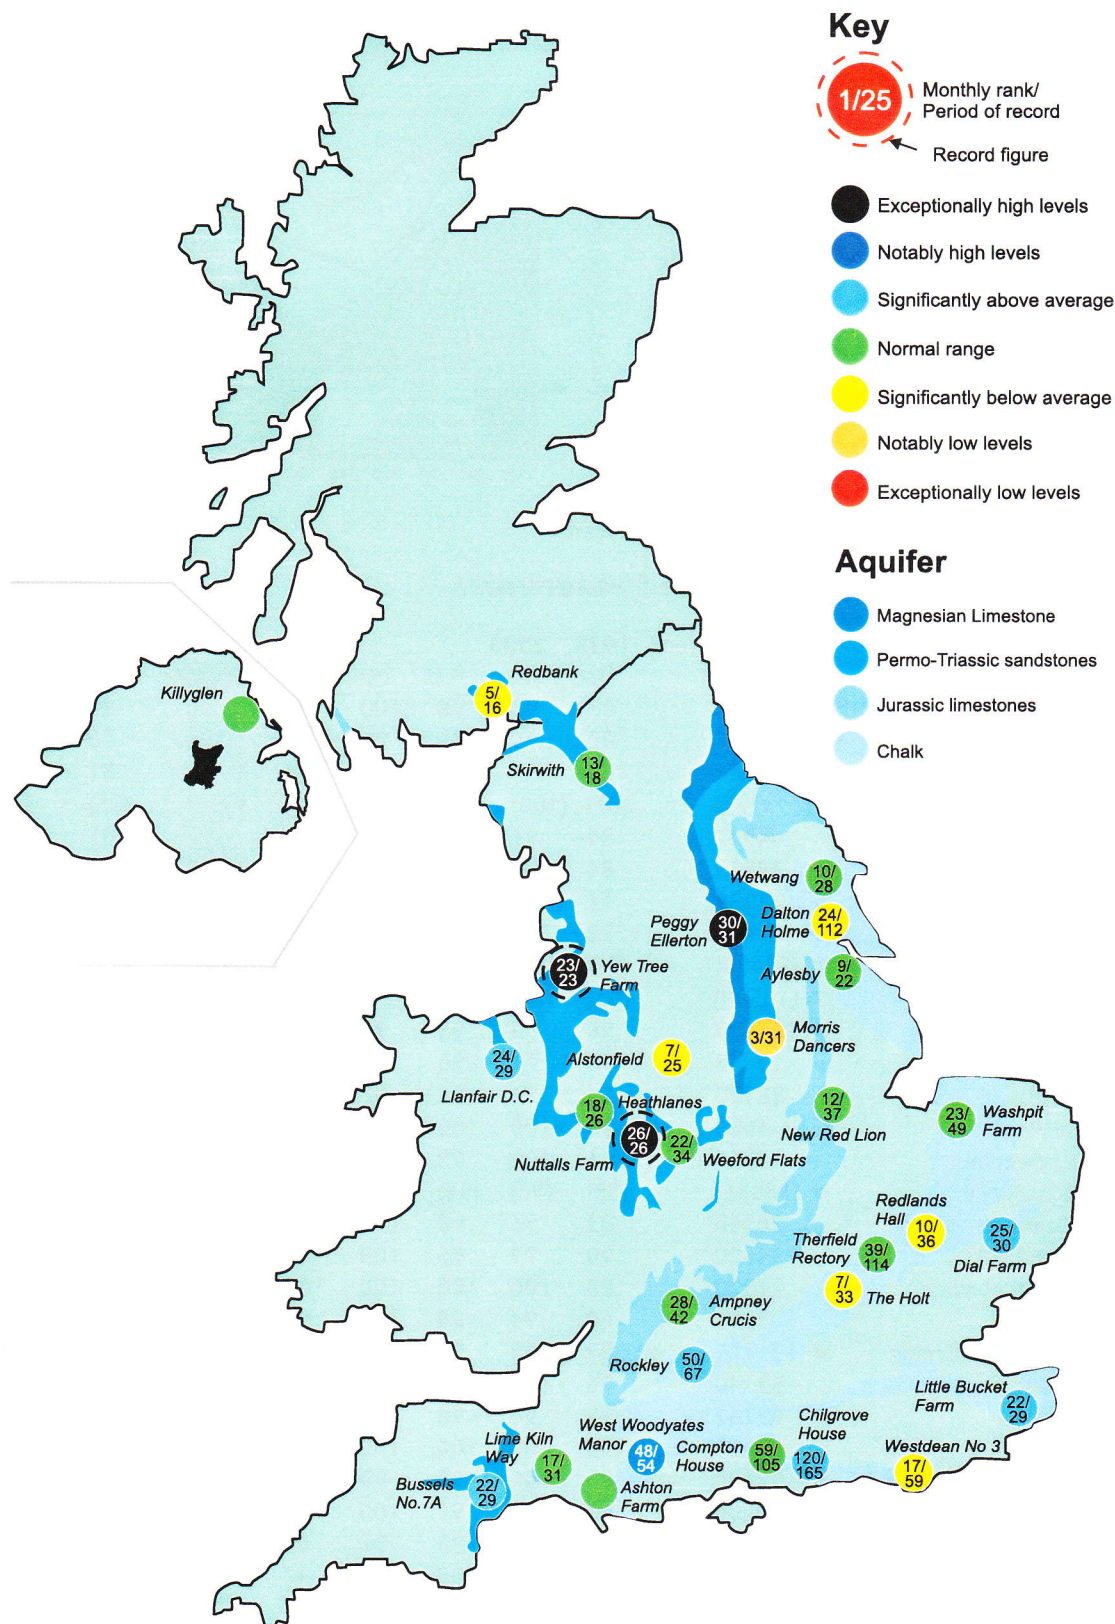 Key
1/25
Monthly rank/
Period of record
Record figure
Exceptionally high levels
Notably high levels
Significantly above average
Normal range
Significantly below average
Notably low levels
Exceptionally low levels
Aquifer
Magnesian Limestone
Permo-Triassic sandstones
Jurassic limestones
Chalk
Killyglen
Redbank
5/
16
Skirwith
13/
18
Wetwang
10/
28
Peggy
Ellerton
30/
31
Dalton
Holme
24/
112
Yew Tree
Farm
23/
23
Aylesby
9/
22
Morris
Dancers
3/31
Alstonfield
7/
25
Llanfair D.C.
24/
29
Heathlanes
18/
26
Nuttalls Farm
26/
26
Weeford Flats
22/
34
New Red Lion
12/
37
Washpit
Farm
23/
49
Redlands
Hall
10/
36
Therfield
Rectory
39/
114
Dial Farm
25/
30
The Holt
7/
33
Ampney
Crucis
28/
42
Rockley
50/
67
Little Bucket
Farm
22/
29
West Woodyates
Manor
48/
54
Chilgrove
House
120/
165
Lime Kiln
Way
17/
31
Compton
House
59/
105
Westdean No 3
17/
59
Bussels
No.7A
22/
29
Ashton
Farm